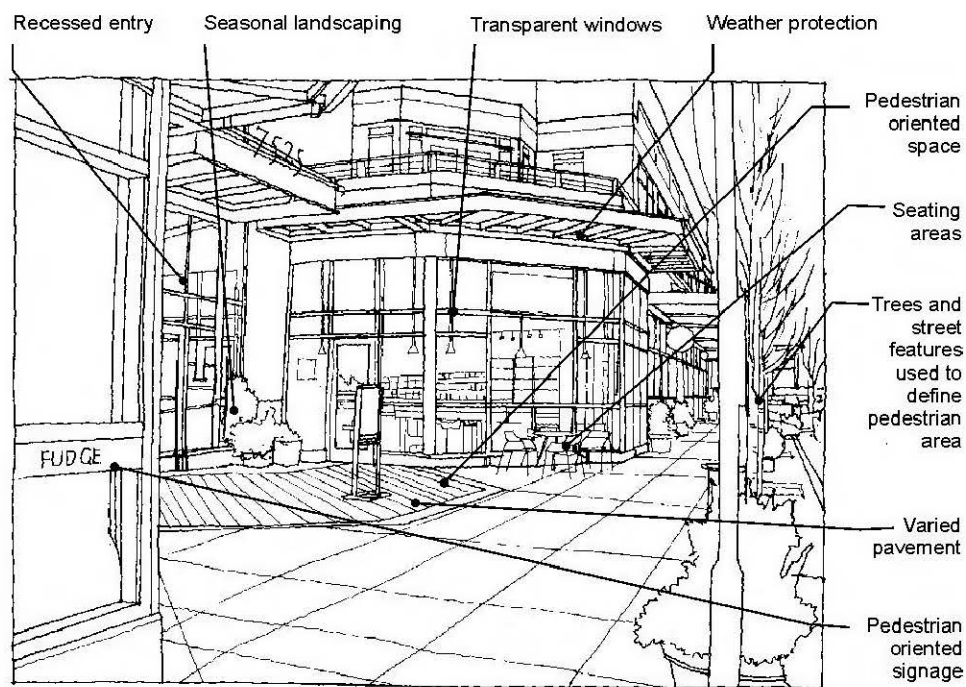 Recessed entry
Seasonal landscaping
Transparent windows
Weather protection
Pedestrian
oriented
space
Seating
areas
Trees and
street
features
used to
define
pedestrian
area
Varied
pavement
Pedestrian
oriented
signage
7525
FUDGE